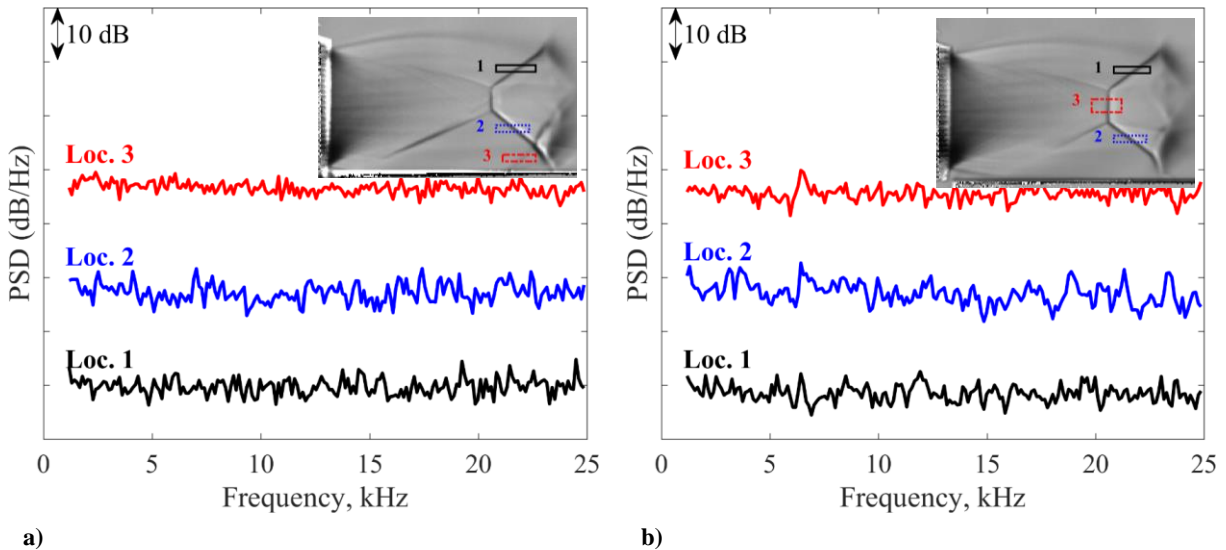 10 dB
1
2
3
Loc. 3
Loc. 2
Loc. 1
PSD (dB/Hz)
0 5 10 15 20 25
Frequency, kHz
a)
10 dB
1
3
2
Loc. 3
Loc. 2
Loc. 1
PSD (dB/Hz)
0 5 10 15 20 25
Frequency, kHz
b)